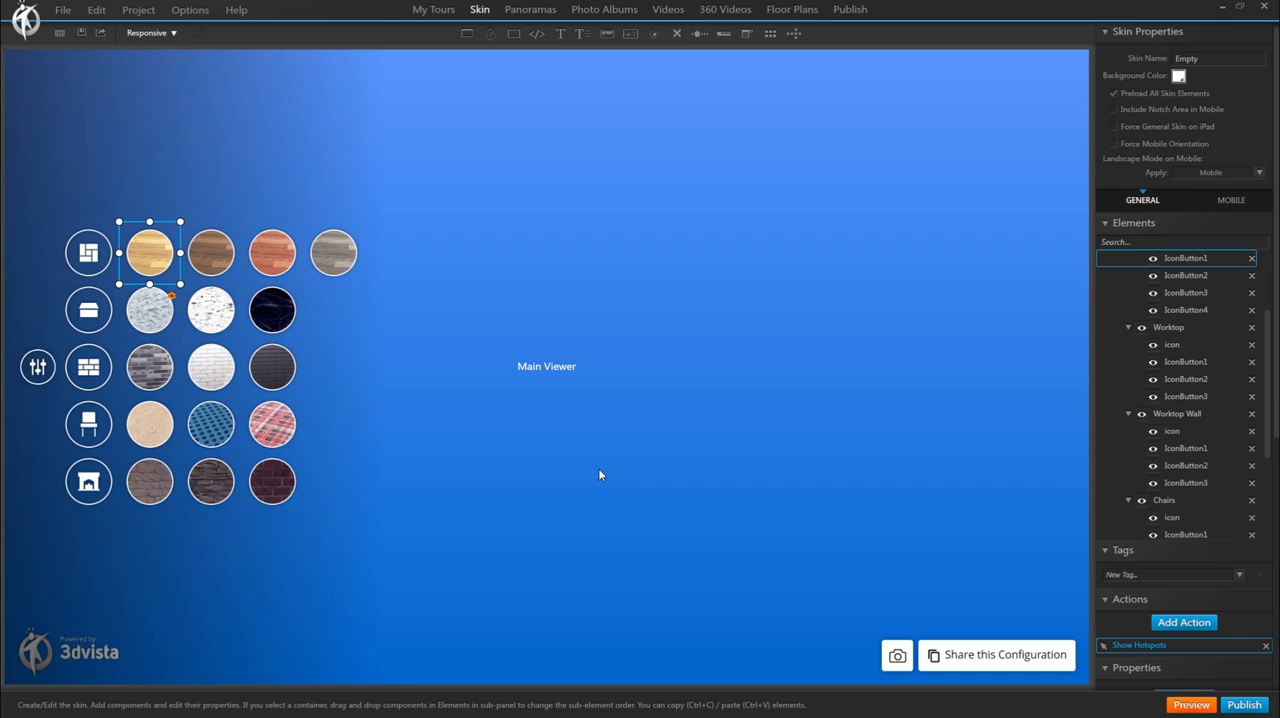 File Edit Project Options Help My Tours Skin Panoramas Photo Albums Videos 360 Videos Floor Plans Publish
Responsive
Skin Properties
Skin Name: Empty
Background Color:
Preload All Skin Elements
Include Notch Area in Mobile
Force General Skin on iPad
Force Mobile Orientation
Landscape Mode on Mobile:
Apply: Mobile
GENERAL MOBILE
Elements
Search...
IconButton1
IconButton2
IconButton3
IconButton4
Worktop
icon
IconButton1
IconButton2
IconButton3
Worktop Wall
icon
IconButton1
IconButton2
IconButton3
Chairs
icon
IconButton1
Tags
New Tag...
Actions
Add Action
Show Hotspots
Properties
Main Viewer
Powered by:
3dvista
Share this Configuration
Create/Edit the skin. Add components and edit their properties. If you select a container, drag and drop components in Elements in sub-panel to change the sub-element order. You can copy (Ctrl+C) / paste (Ctrl+V) elements.
Preview Publish